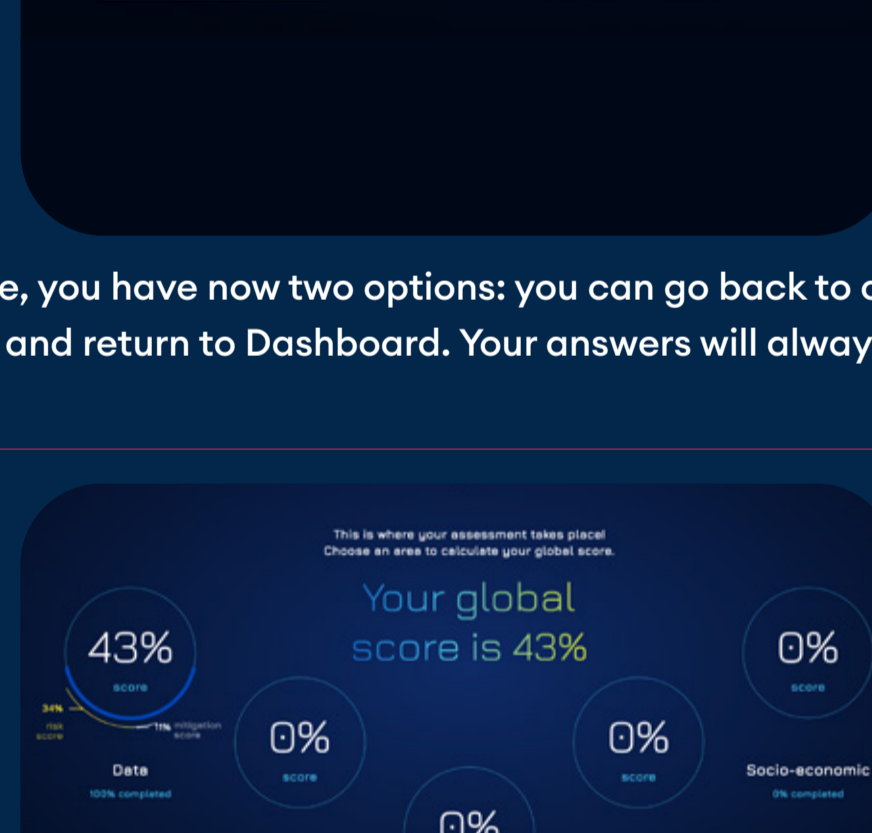 e, you have now two options: you can go back to
and return to Dashboard. Your answers will alway
This is where your assessment takes place!
Choose an area to calculate your global score.
Your global
score is 43%
43%
score
34%
risk
score
11% mitigation
score
Data
100% completed
0%
score
0%
0%
score
0%
score
Socio-economic
0% completed